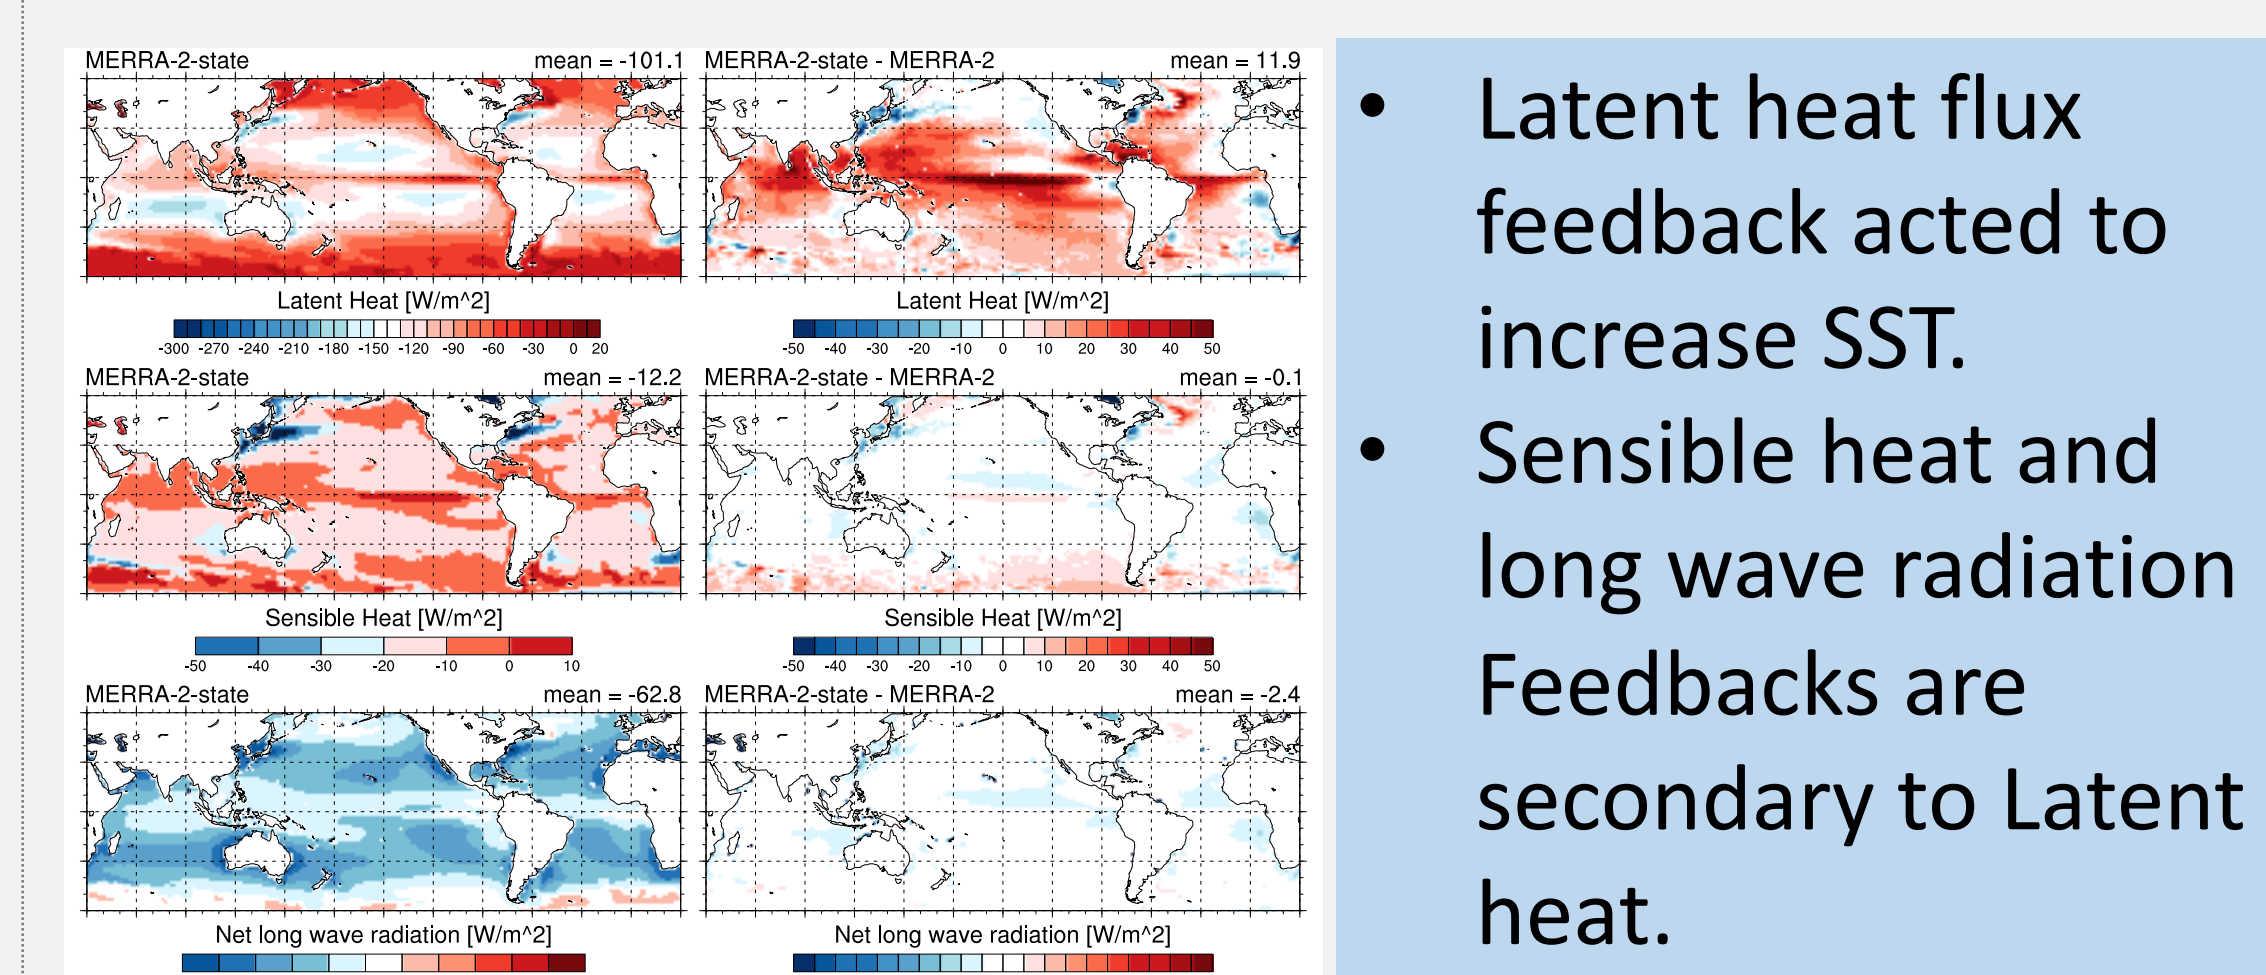 MERRA-2-state mean = -101.1
MERRA-2-state - MERRA-2 mean = 11.9
Latent Heat [W/m^2]
-300 -270 -240 -210 -180 -150 -120 -90 -60 -30 0 20
Latent Heat [W/m^2]
-50 -40 -30 -20 -10 0 10 20 30 40 50
MERRA-2-state mean = -12.2
MERRA-2-state - MERRA-2 mean = -0.1
Sensible Heat [W/m^2]
-50 -40 -30 -20 -10 0 10
Sensible Heat [W/m^2]
-50 -40 -30 -20 -10 0 10 20 30 40 50
MERRA-2-state mean = -62.8
MERRA-2-state - MERRA-2 mean = -2.4
Net long wave radiation [W/m^2]
Net long wave radiation [W/m^2]
• Latent heat flux
feedback acted to
increase SST.
• Sensible heat and
long wave radiation
Feedbacks are
secondary to Latent
heat.